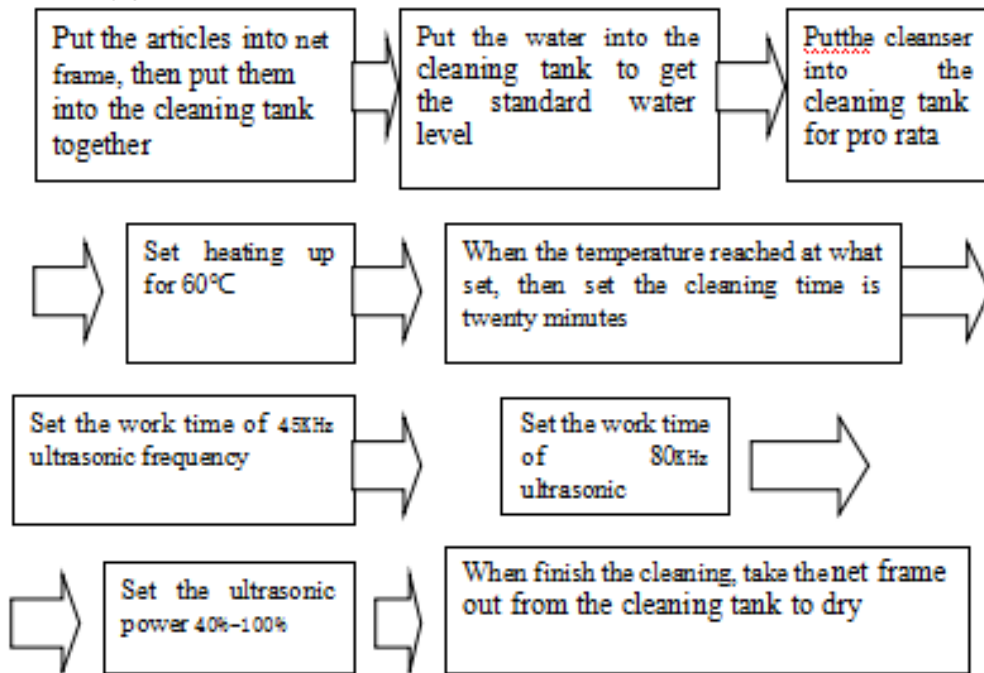 Put the articles into net
frame, then put them
into the cleaning tank
together
Put the water into the
cleaning tank to get
the standard water
level
Putthe cleanser
into the
cleaning tank
for pro rata
Set heating up
for 60℃
When the temperature reached at what
set, then set the cleaning time is
twenty minutes
Set the work time of 45KHz
ultrasonic frequency
Set the work time
of 80KHz
ultrasonic
Set the ultrasonic
power 40%-100%
When finish the cleaning, take the net frame
out from the cleaning tank to dry